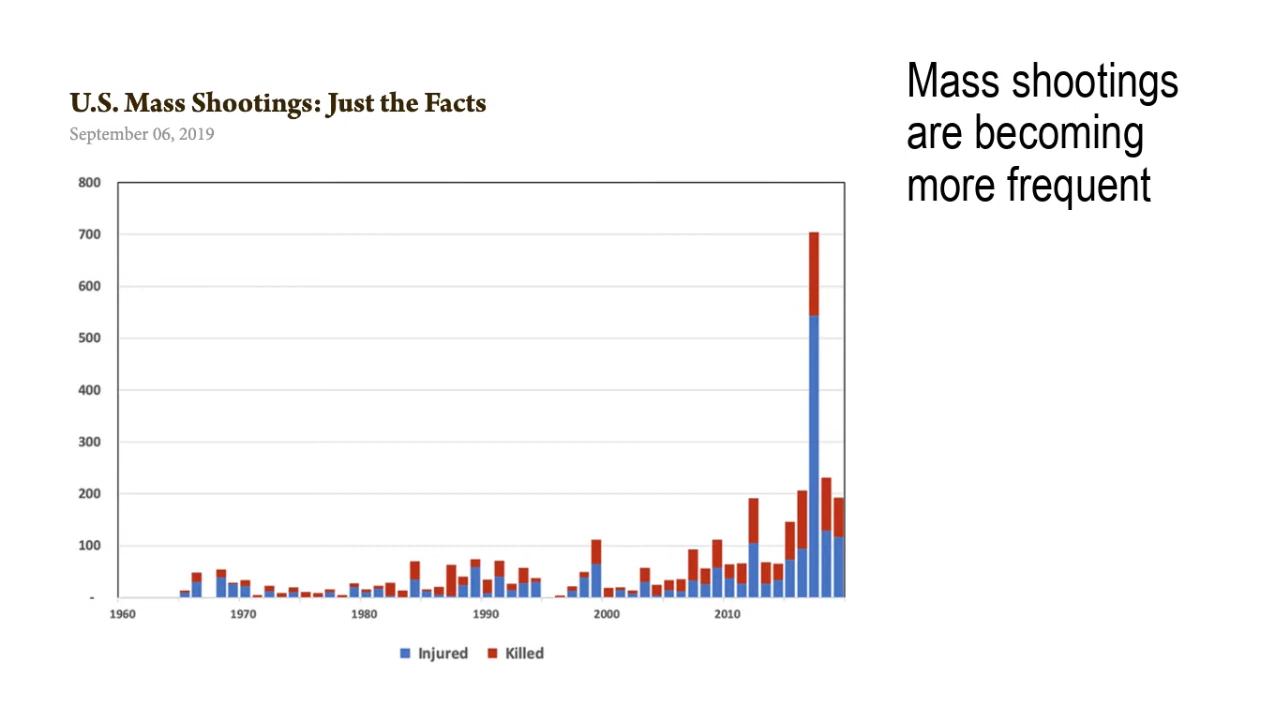 U.S. Mass Shootings: Just the Facts
September 06, 2019
Mass shootings
are becoming
more frequent
800
700
600
500
400
300
200
100
-
1960 1970 1980 1990 2000 2010
Injured Killed